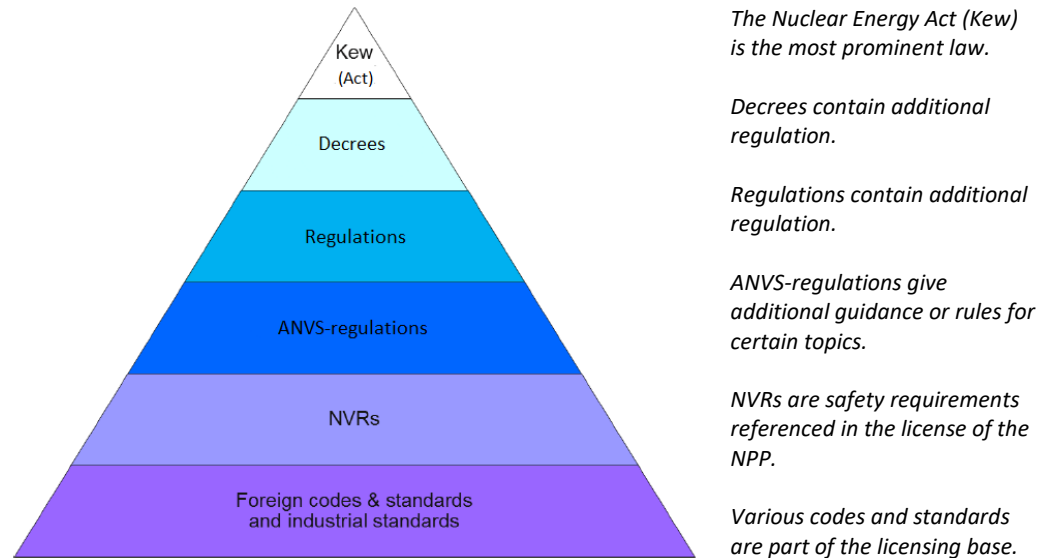 Kew
(Act)
Decrees
Regulations
ANVS-regulations
NVRs
Foreign codes & standards
and industrial standards
The Nuclear Energy Act (Kew)
is the most prominent law.
Decrees contain additional
regulation.
Regulations contain additional
regulation.
ANVS-regulations give
additional guidance or rules for
certain topics.
NVRs are safety requirements
referenced in the license of the
NPP.
Various codes and standards
are part of the licensing base.